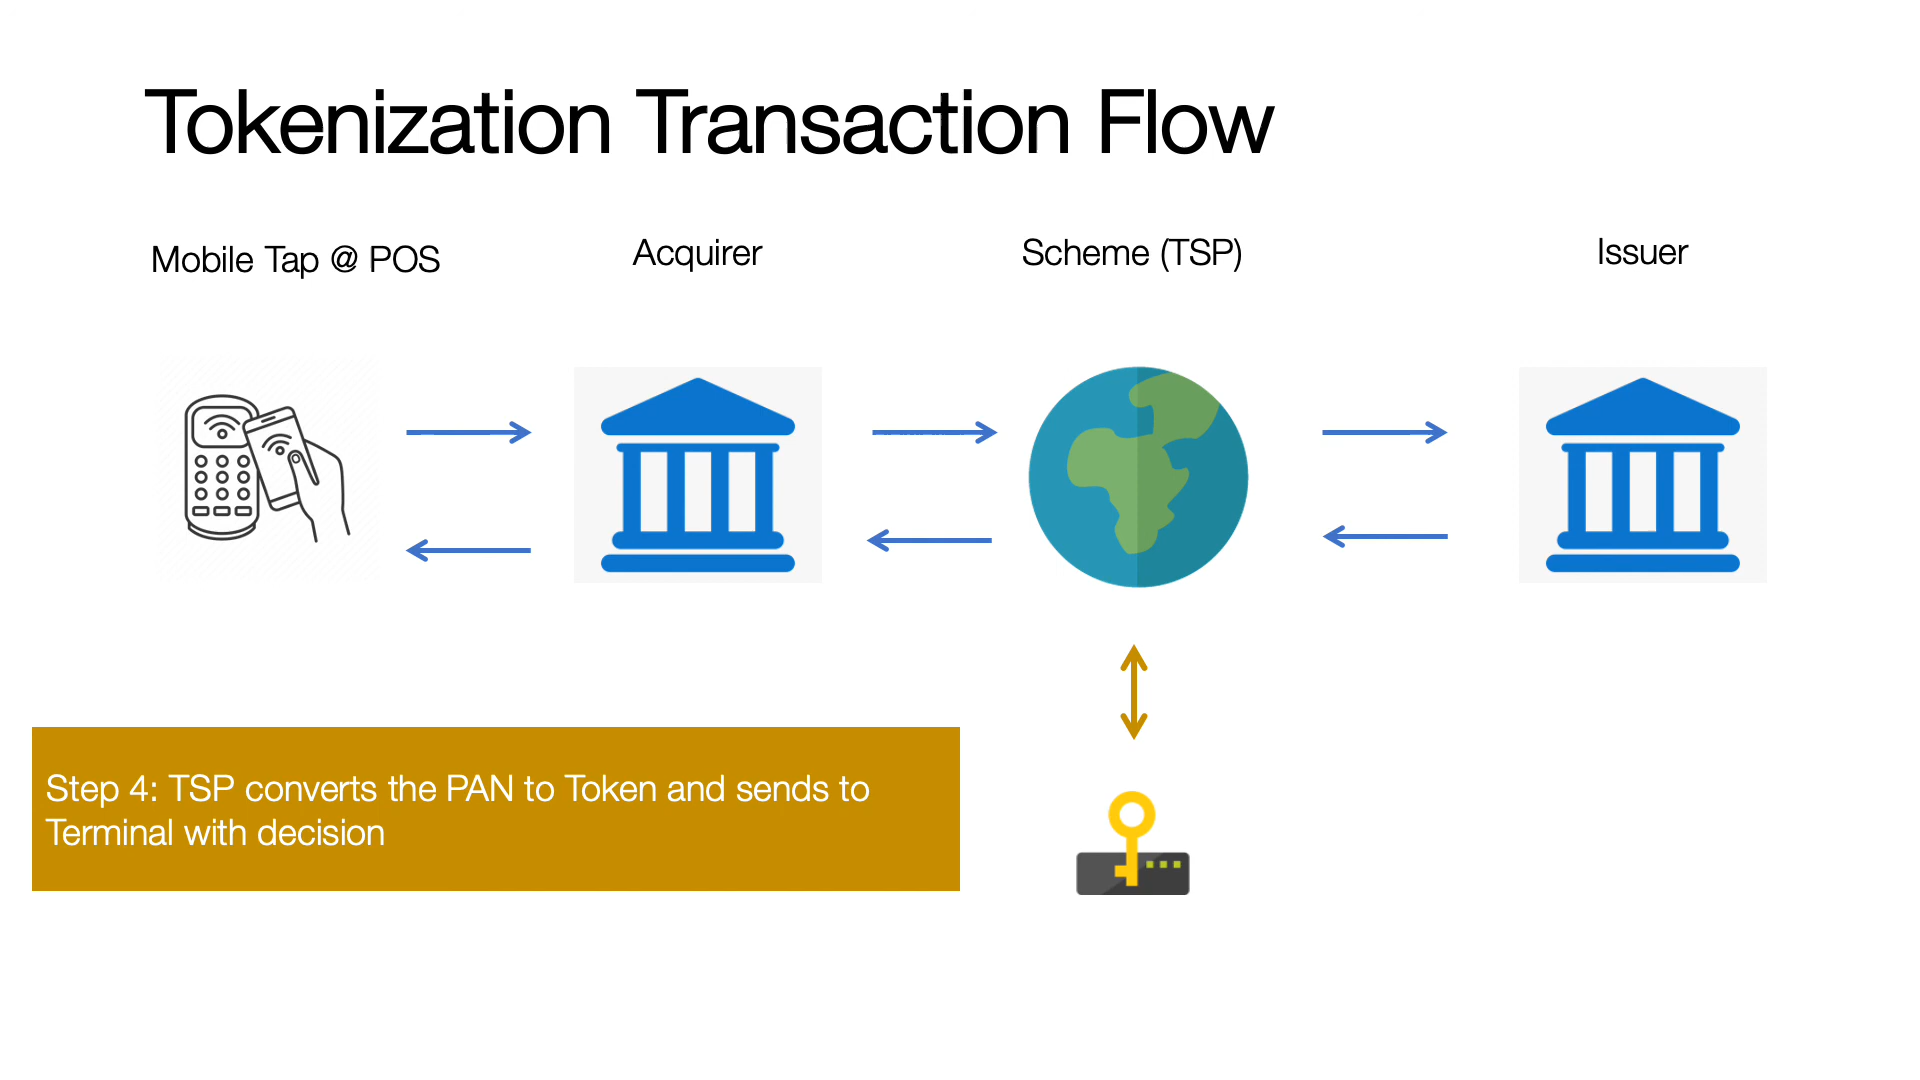 Tokenization Transaction Flow
Mobile Tap @ POS
Acquirer
Scheme (TSP)
Issuer
Step 4: TSP converts the PAN to Token and sends to
Terminal with decision